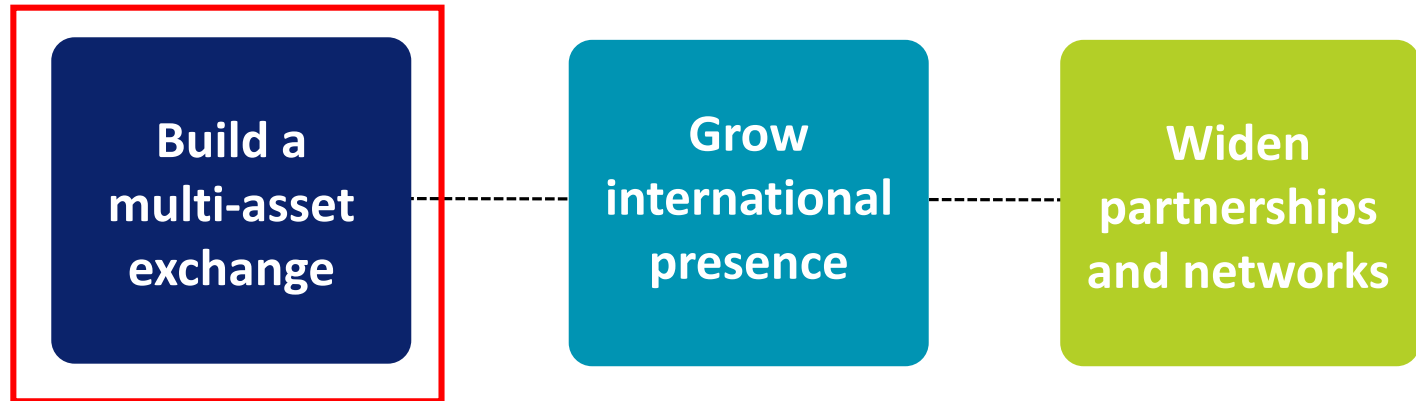 Build a
multi-asset
exchange
Grow
international
presence
Widen
partnerships
and networks